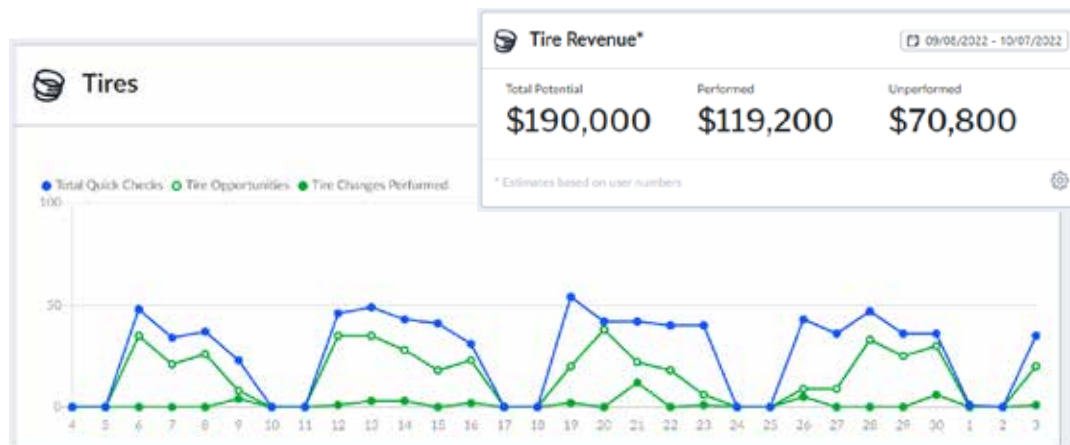 Tire Revenue*
09/08/2022 - 10/07/2022
Total Potential
Performed
Unperformed
$190,000
$119,200
$70,800
* Estimates based on user numbers
Tires
Total Quick Checks
Tire Opportunities
Tire Changes Performed
100
50
0
4 5 6 7 8 9 10 11 12 13 14 15 16 17 18 19 20 21 22 23 24 25 26 27 28 29 30 1 2 3